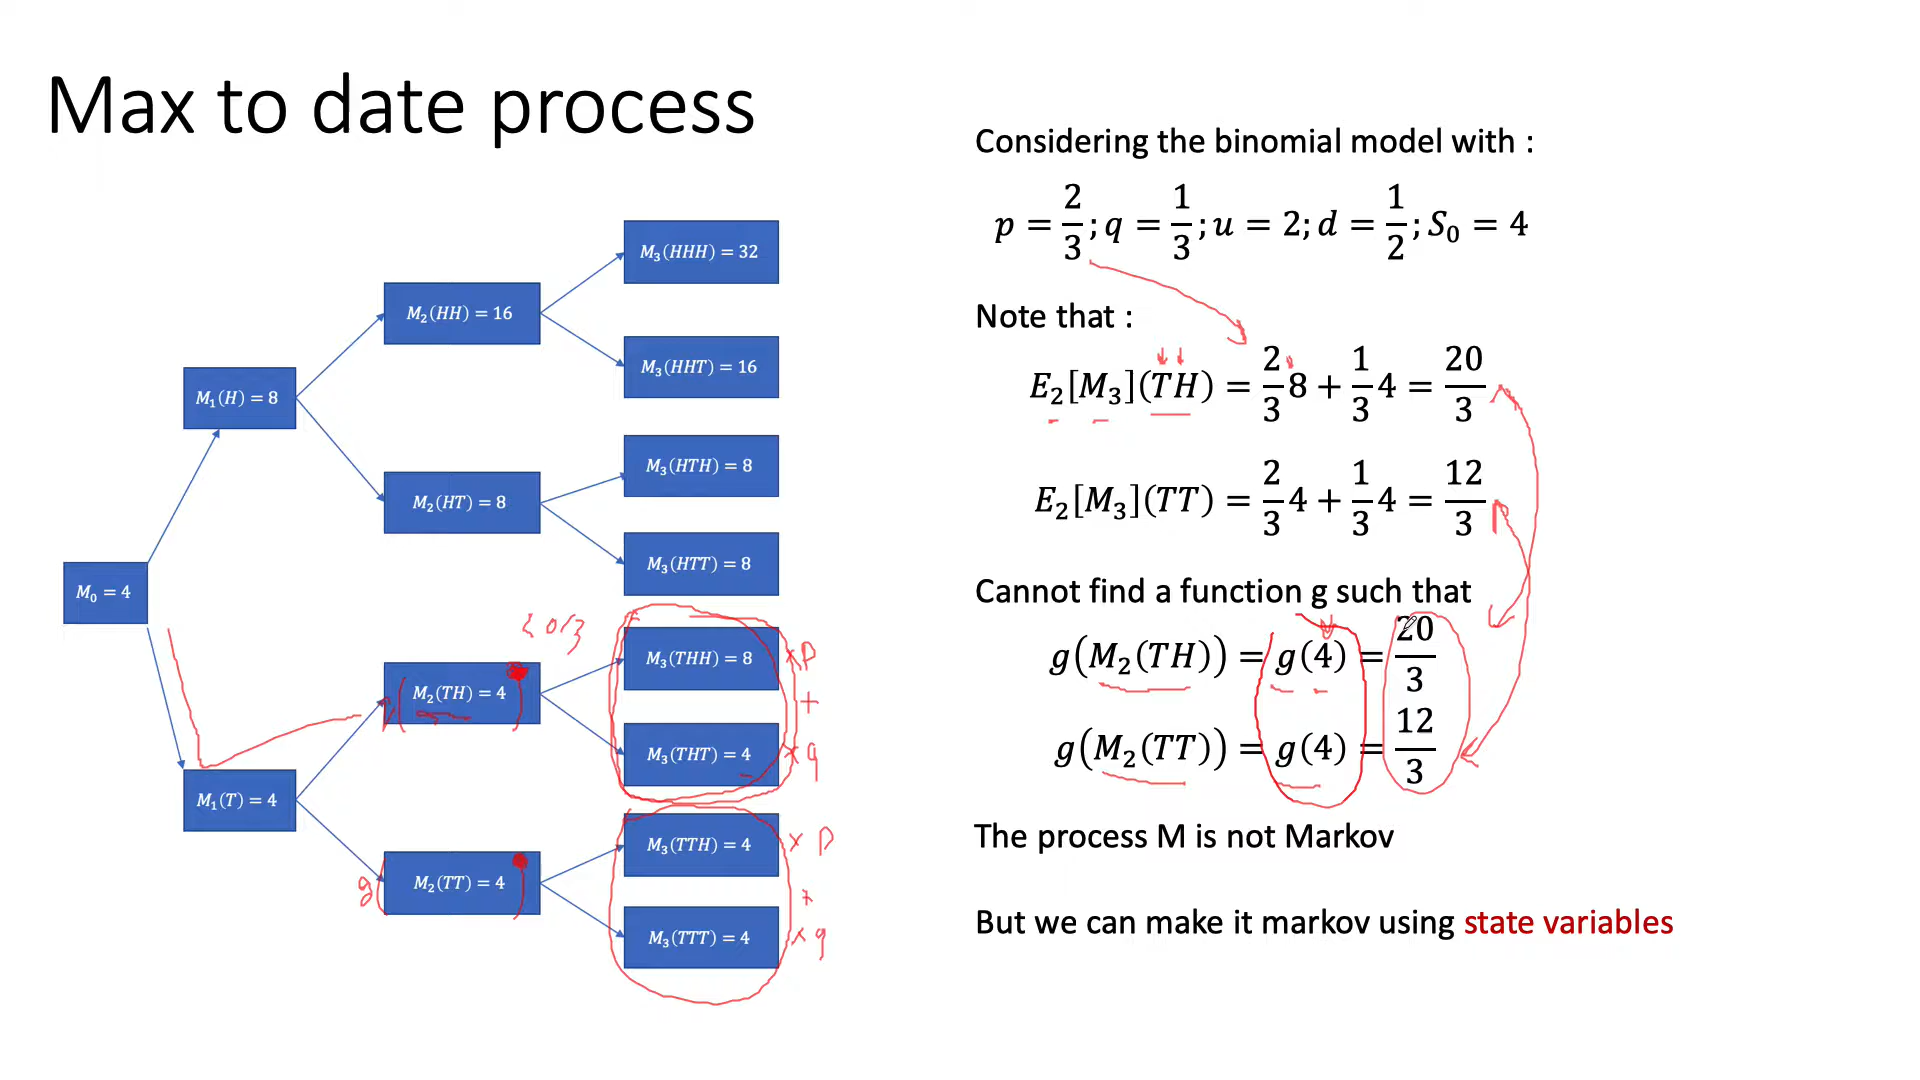 Max to date process
M₀ = 4
M₁(H) = 8
M₁(T) = 4
M₂(HH) = 16
M₂(HT) = 8
M₂(TH) = 4
M₂(TT) = 4
g
M₃(HHH) = 32
M₃(HHT) = 16
M₃(HTH) = 8
M₃(HTT) = 8
M₃(THH) = 8
×p
+
M₃(THT) = 4
×q
M₃(TTH) = 4
×p
+
M₃(TTT) = 4
×q
Considering the binomial model with :
p = 2/3; q = 1/3; u = 2; d = 1/2; S₀ = 4
Note that :
E₂[M₃](TH) = 2/3 8 + 1/3 4 = 20/3
E₂[M₃](TT) = 2/3 4 + 1/3 4 = 12/3
Cannot find a function g such that
g(M₂(TH)) = g(4) = 20/3
g(M₂(TT)) = g(4) = 12/3
The process M is not Markov
But we can make it markov using state variables